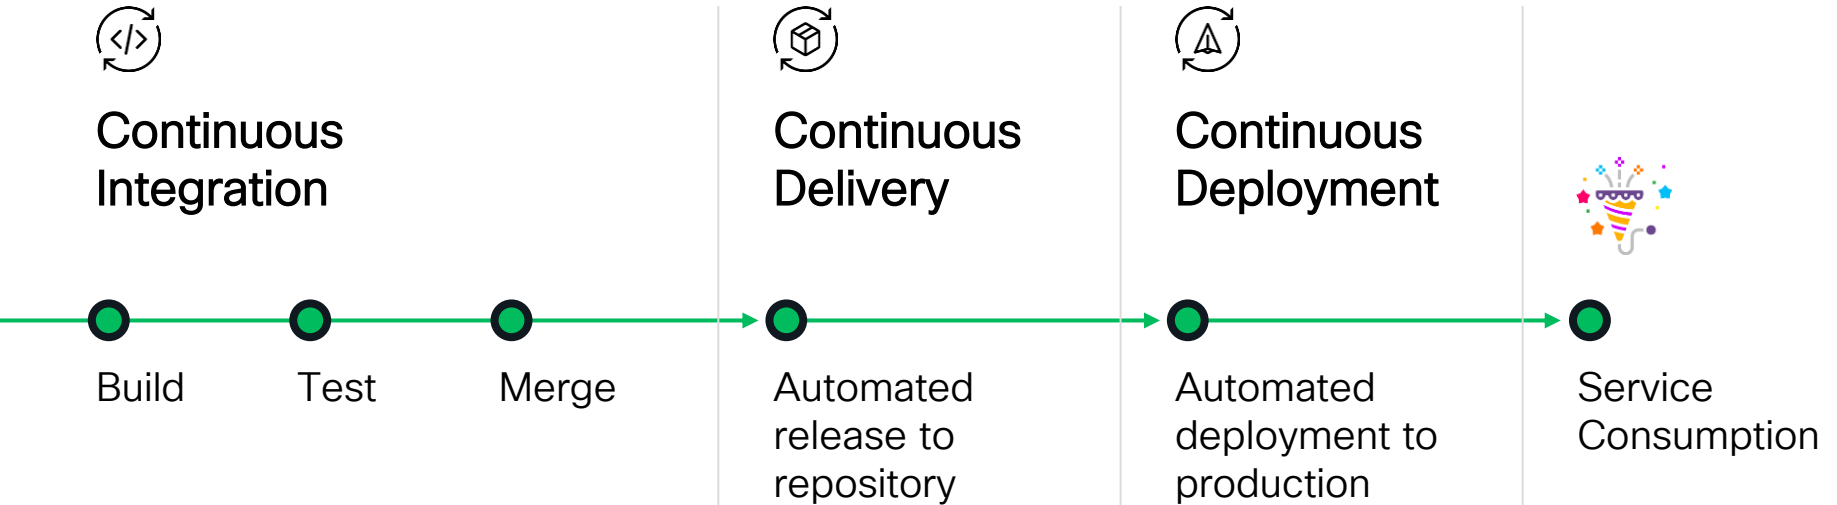 Continuous
Integration
Continuous
Delivery
Continuous
Deployment
Build
Test
Merge
Automated
release to
repository
Automated
deployment to
production
Service
Consumption